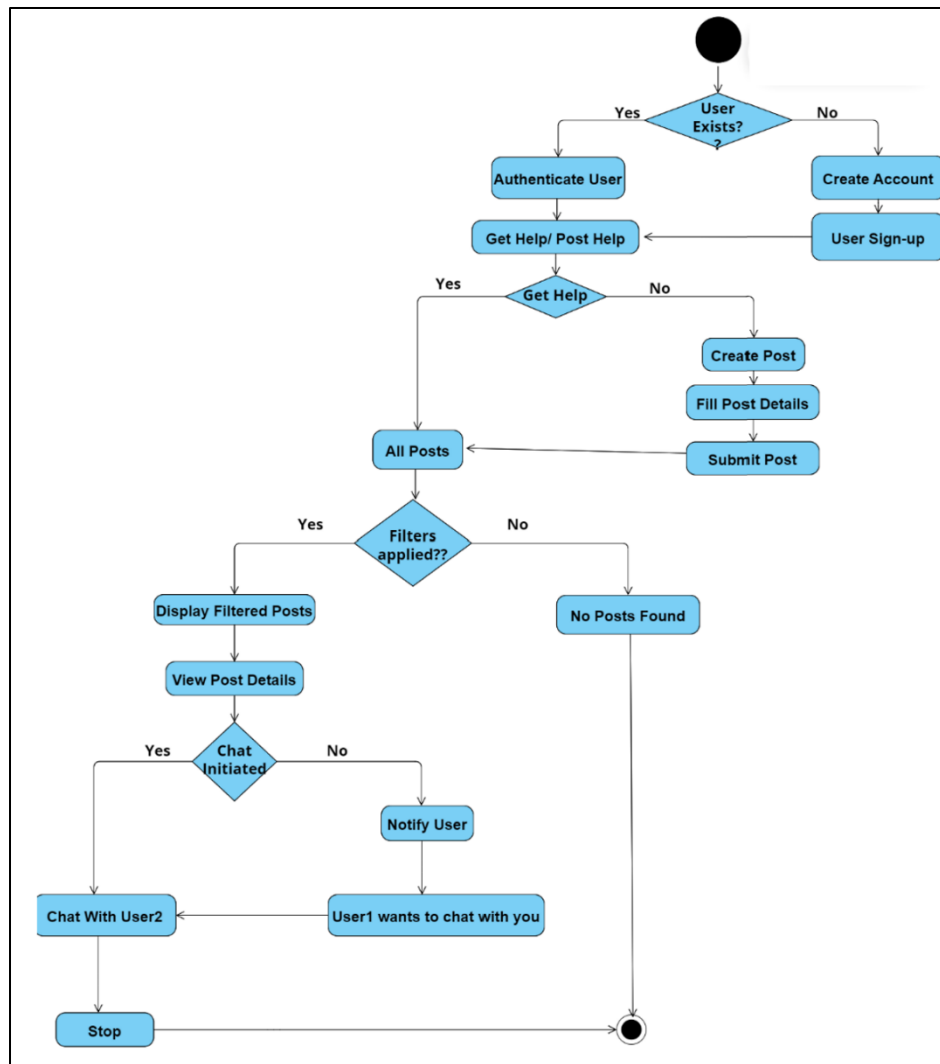 User
Exists?
?
Yes
No
Authenticate User
Create Account
Get Help/ Post Help
User Sign-up
Yes
Get Help
No
Create Post
Fill Post Details
All Posts
Submit Post
Yes
No
Filters
applied??
Display Filtered Posts
No Posts Found
View Post Details
Yes
Chat
Initiated
No
Notify User
Chat With User2
User1 wants to chat with you
Stop